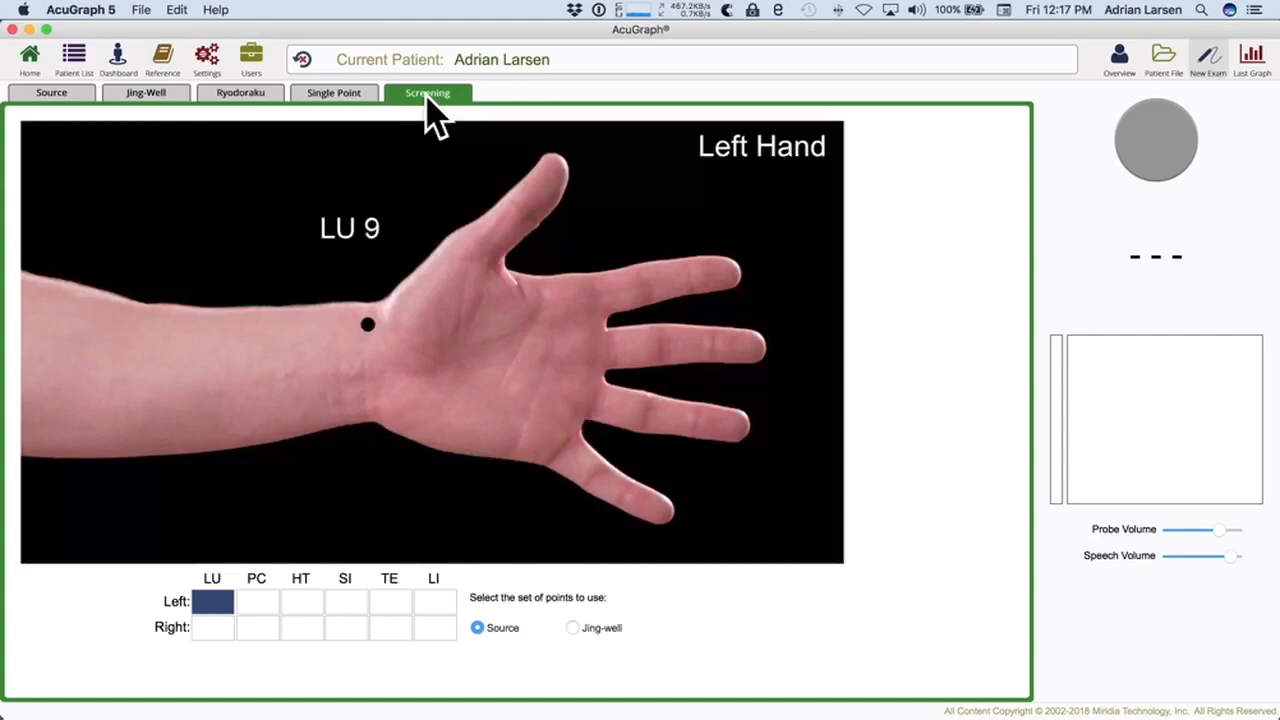 AcuGraph 5 File Edit Help 467.2KB/s 0.7KB/s 100% Fri 12:17 PM Adrian Larsen
AcuGraph®
Current Patient: Adrian Larsen
Home Patient List Dashboard Reference Settings Users Overview Patient File New Exam Last Graph
Source Jing-Well Ryodoraku Single Point Screening
Left Hand
LU 9
- - -
Probe Volume
Speech Volume
LU PC HT SI TE LI
Left: Select the set of points to use:
Right: Source Jing-well
All Content Copyright © 2002-2018 Miridia Technology, Inc. All Rights Reserved.